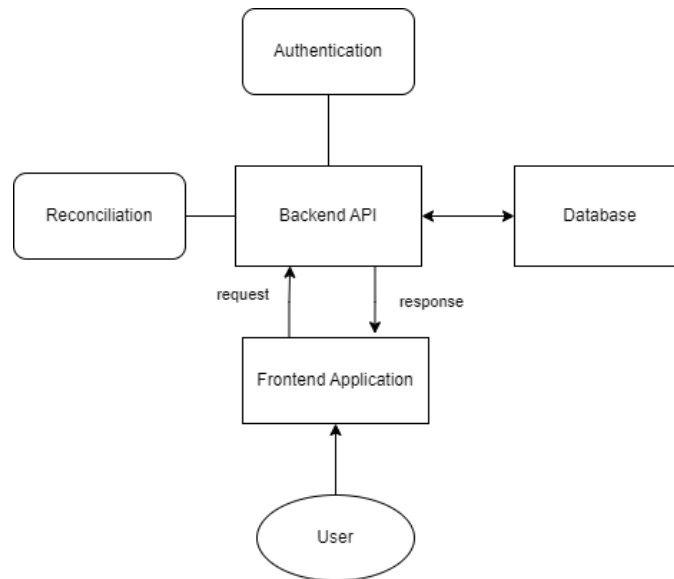 Authentication
Reconciliation
Backend API
Database
request
response
Frontend Application
User